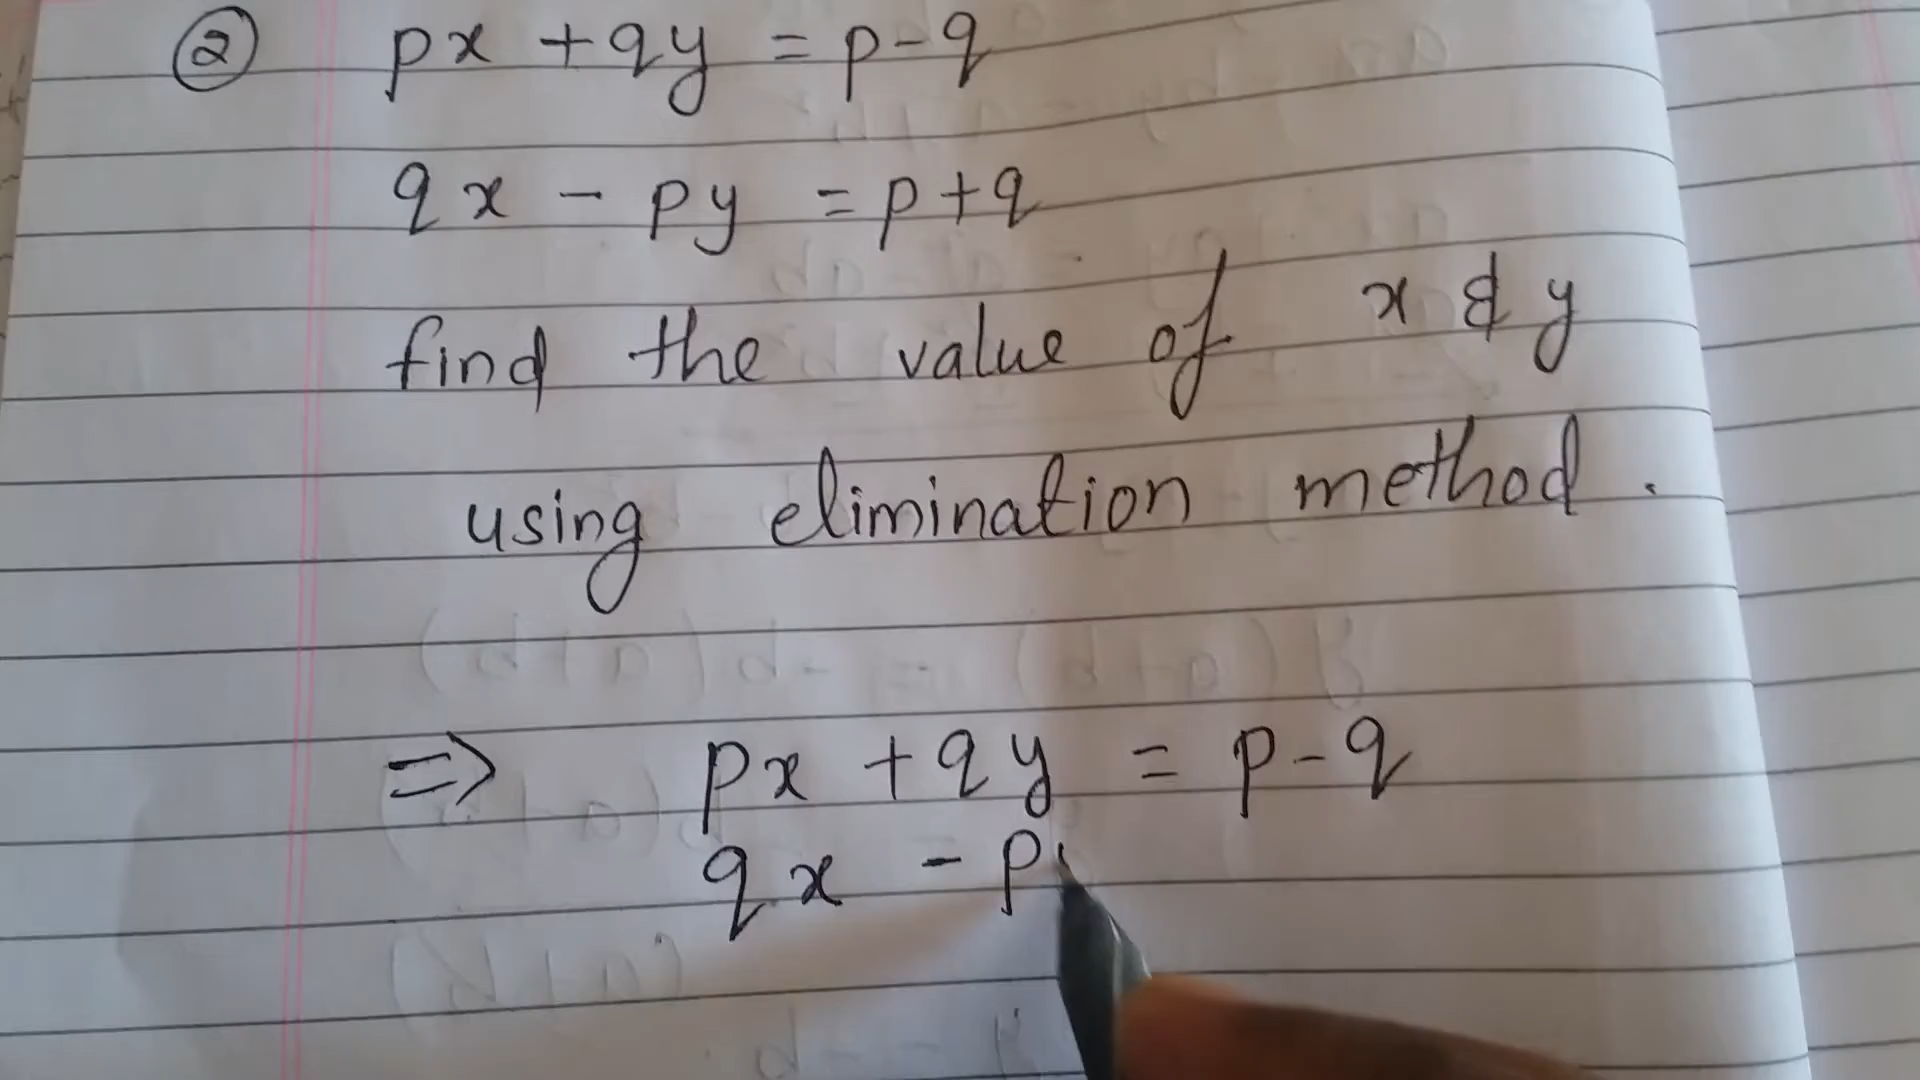 ② px + qy = p - q
qx - py = p + q
find the value of x & y
using elimination method.
=> px + qy = p - q
qx - p